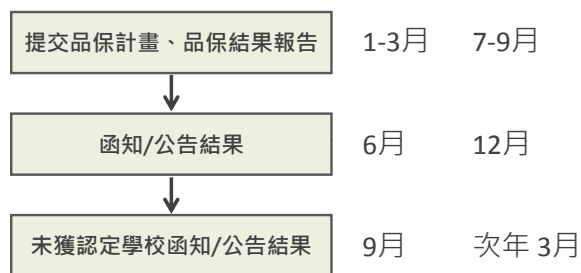 提交品保計畫、品保結果報告 1-3月 7-9月
函知/公告結果 6月 12月
未獲認定學校函知/公告結果 9月 次年 3月